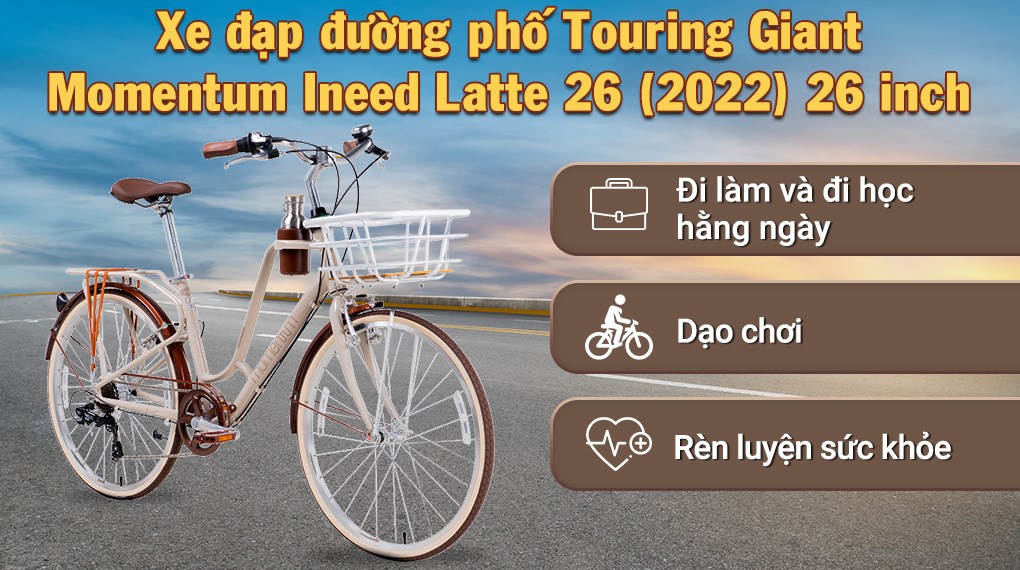 Xe đạp đường phố Touring Giant
Momentum Ineed Latte 26 (2022) 26 inch
Đi làm và đi học
hằng ngày
Dạo chơi
Rèn luyện sức khỏe
momentum